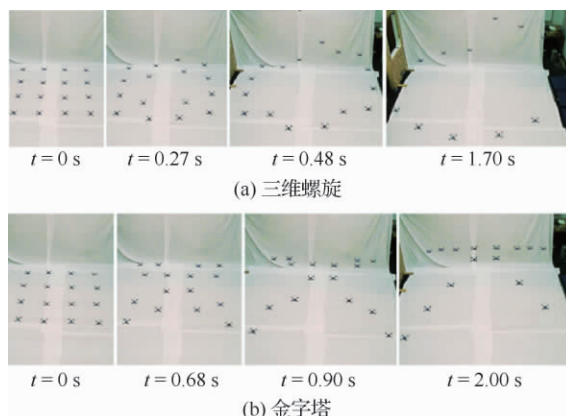 t = 0 s t = 0.27 s t = 0.48 s t = 1.70 s
(a) 三维螺旋
t = 0 s t = 0.68 s t = 0.90 s t = 2.00 s
(b) 金字塔